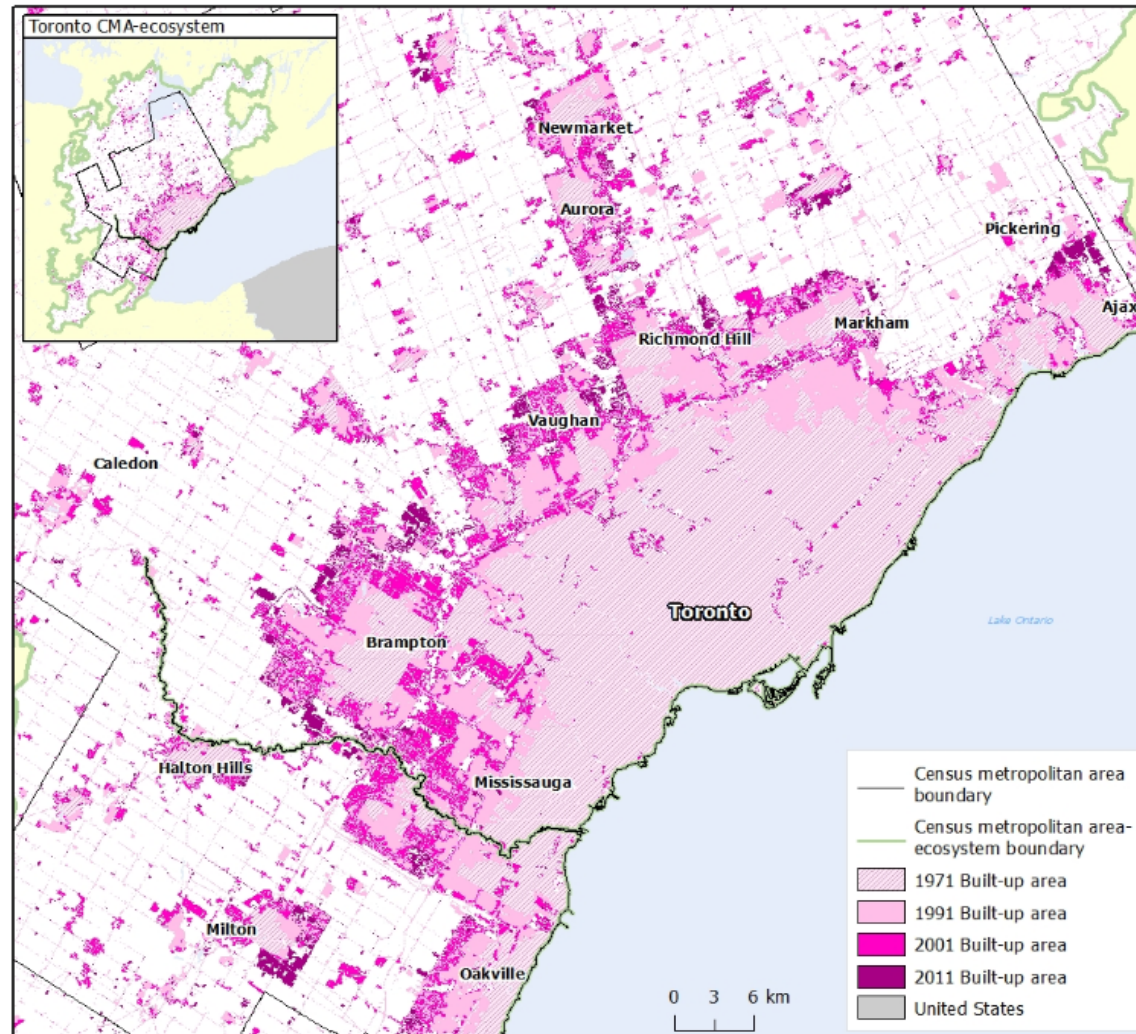 Toronto CMA-ecosystem
Newmarket
Aurora
Pickering
Ajax
Markham
Richmond Hill
Vaughan
Caledon
Toronto
Lake Ontario
Brampton
Halton Hills
Mississauga
Milton
Oakville
0 3 6 km
Census metropolitan area
boundary
Census metropolitan area-
ecosystem boundary
1971 Built-up area
1991 Built-up area
2001 Built-up area
2011 Built-up area
United States